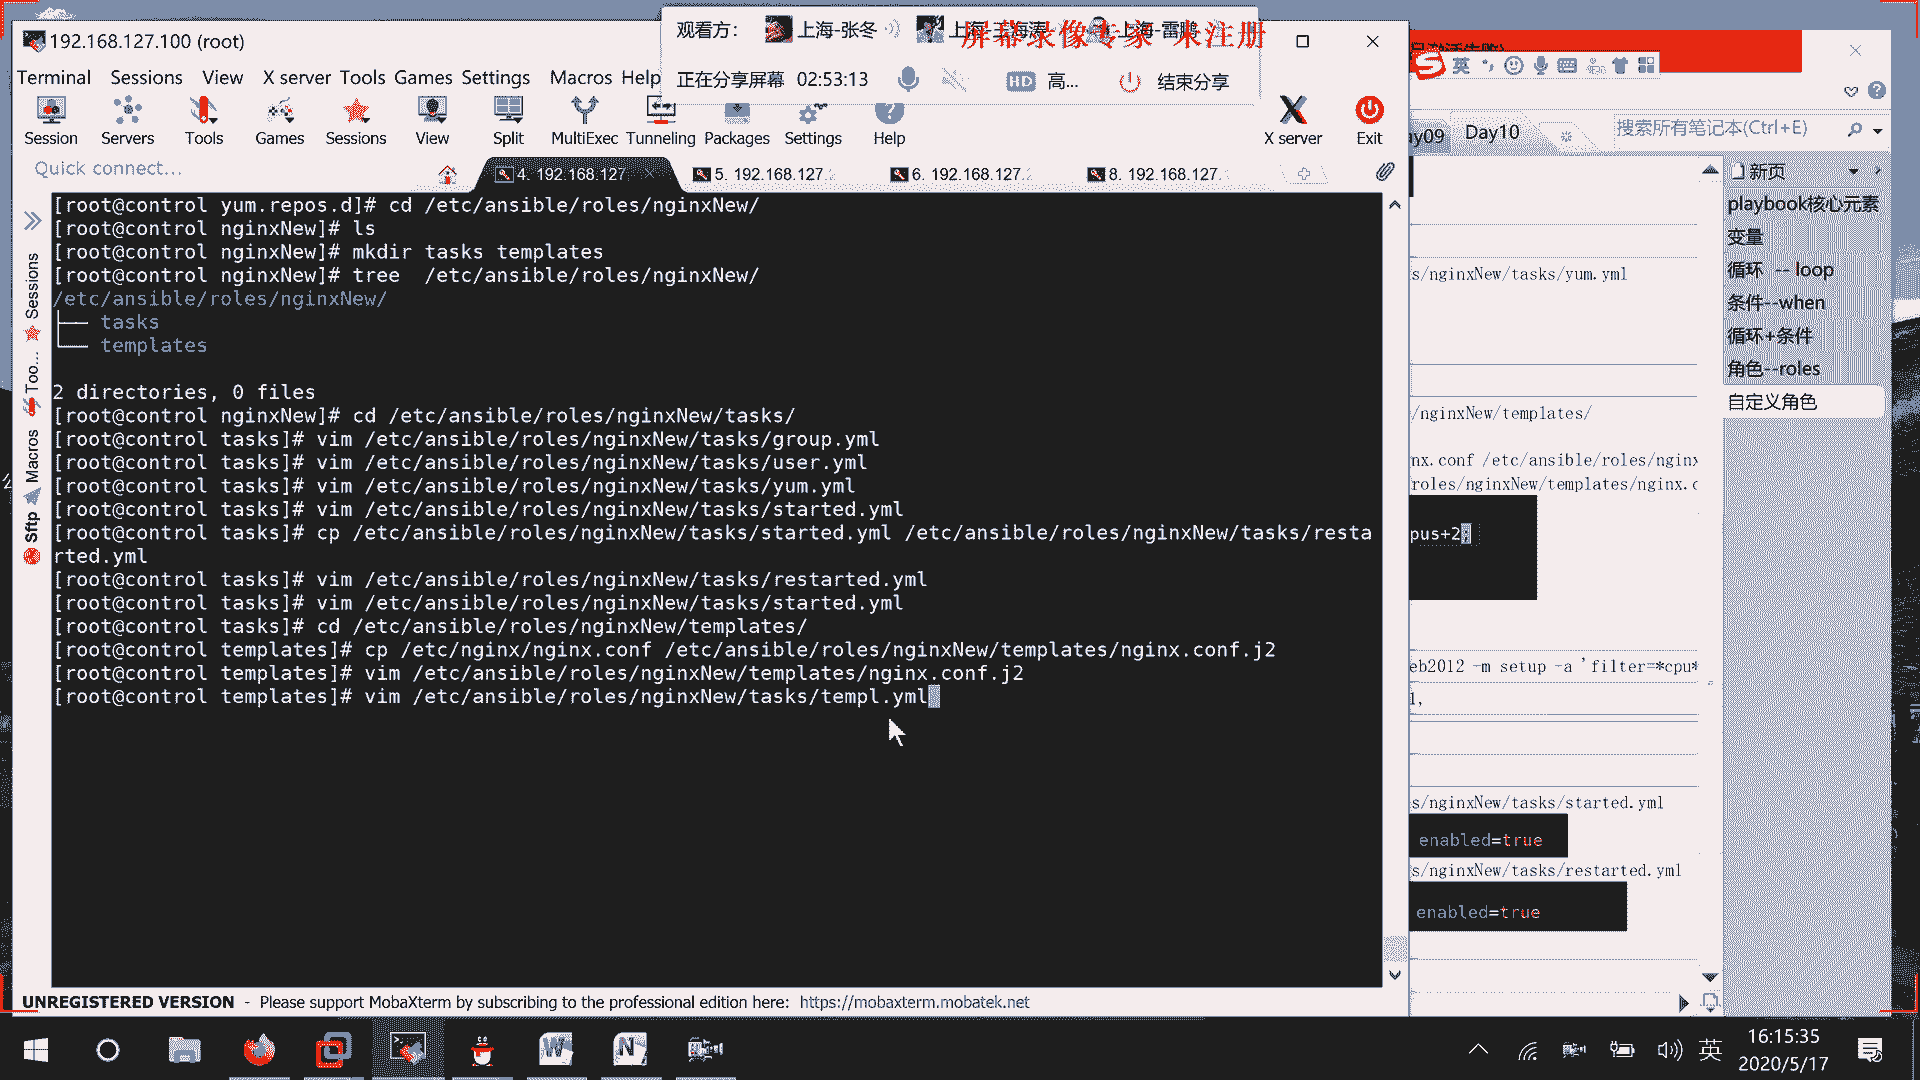 192.168.127.100 (root)
观看方： 上海-张冬
屏幕录像专家 未注册
正在分享屏幕 02:53:13 HD 高... 结束分享
Terminal Sessions View X server Tools Games Settings Macros Help
Session Servers Tools Games Sessions View Split MultiExec Tunneling Packages Settings Help X server Exit
Quick connect...
4. 192.168.127. 5. 192.168.127. 6. 192.168.127. 8. 192.168.127.
Sessions
Too...
Macros
Sftp
[root@control yum.repos.d]# cd /etc/ansible/roles/nginxNew/
[root@control nginxNew]# ls
[root@control nginxNew]# mkdir tasks templates
[root@control nginxNew]# tree  /etc/ansible/roles/nginxNew/
/etc/ansible/roles/nginxNew/
├── tasks
└── templates
2 directories, 0 files
[root@control nginxNew]# cd /etc/ansible/roles/nginxNew/tasks/
[root@control tasks]# vim /etc/ansible/roles/nginxNew/tasks/group.yml
[root@control tasks]# vim /etc/ansible/roles/nginxNew/tasks/user.yml
[root@control tasks]# vim /etc/ansible/roles/nginxNew/tasks/yum.yml
[root@control tasks]# vim /etc/ansible/roles/nginxNew/tasks/started.yml
[root@control tasks]# cp /etc/ansible/roles/nginxNew/tasks/started.yml /etc/ansible/roles/nginxNew/tasks/resta
rted.yml
[root@control tasks]# vim /etc/ansible/roles/nginxNew/tasks/restarted.yml
[root@control tasks]# vim /etc/ansible/roles/nginxNew/tasks/started.yml
[root@control tasks]# cd /etc/ansible/roles/nginxNew/templates/
[root@control templates]# cp /etc/nginx/nginx.conf /etc/ansible/roles/nginxNew/templates/nginx.conf.j2
[root@control templates]# vim /etc/ansible/roles/nginxNew/templates/nginx.conf.j2
[root@control templates]# vim /etc/ansible/roles/nginxNew/tasks/templ.yml
UNREGISTERED VERSION - Please support MobaXterm by subscribing to the professional edition here: https://mobaxterm.mobatek.net
英
ay09 Day10 搜索所有笔记本(Ctrl+E)
新页
playbook核心元素
变量
循环 -- loop
条件--when
循环+条件
角色--roles
自定义角色
s/nginxNew/tasks/yum.yml
/nginxNew/templates/
nx.conf /etc/ansible/roles/nginx
roles/nginxNew/templates/nginx.c
pus+2;
eb2012 -m setup -a 'filter=*cpu*
l,
s/nginxNew/tasks/started.yml
enabled=true
s/nginxNew/tasks/restarted.yml
enabled=true
英 16:15:35
2020/5/17